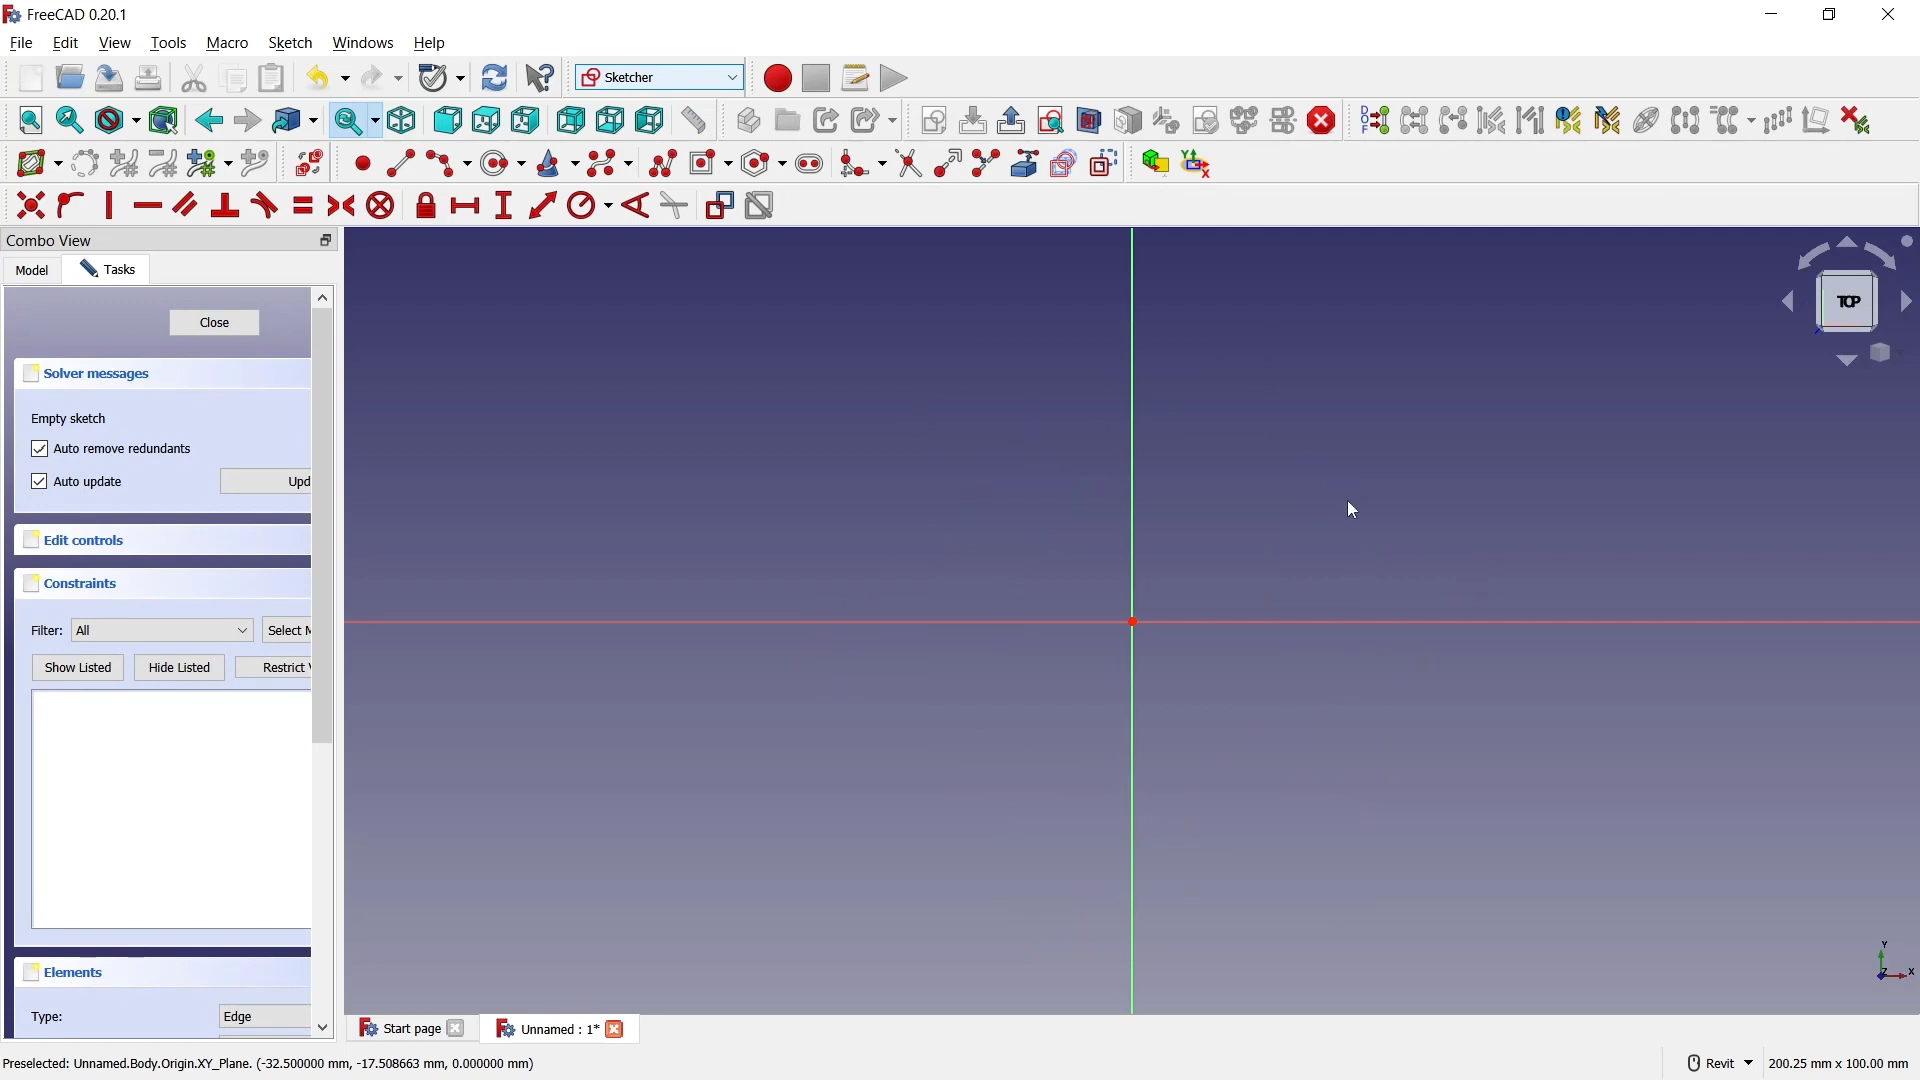 FreeCAD 0.20.1
File Edit View Tools Macro Sketch Windows Help
Sketcher
DOF
Y
X
Combo View
Model Tasks
Close
Solver messages
Empty sketch
Auto remove redundants
Auto update Upd
Edit controls
Constraints
Filter: All Select M
Show Listed Hide Listed Restrict
Elements
Type: Edge
TOP
Y
Z X
Start page Unnamed : 1*
Preselected: Unnamed.Body.Origin.XY_Plane. (-32.500000 mm, -17.508663 mm, 0.000000 mm) Revit 200.25 mm x 100.00 mm